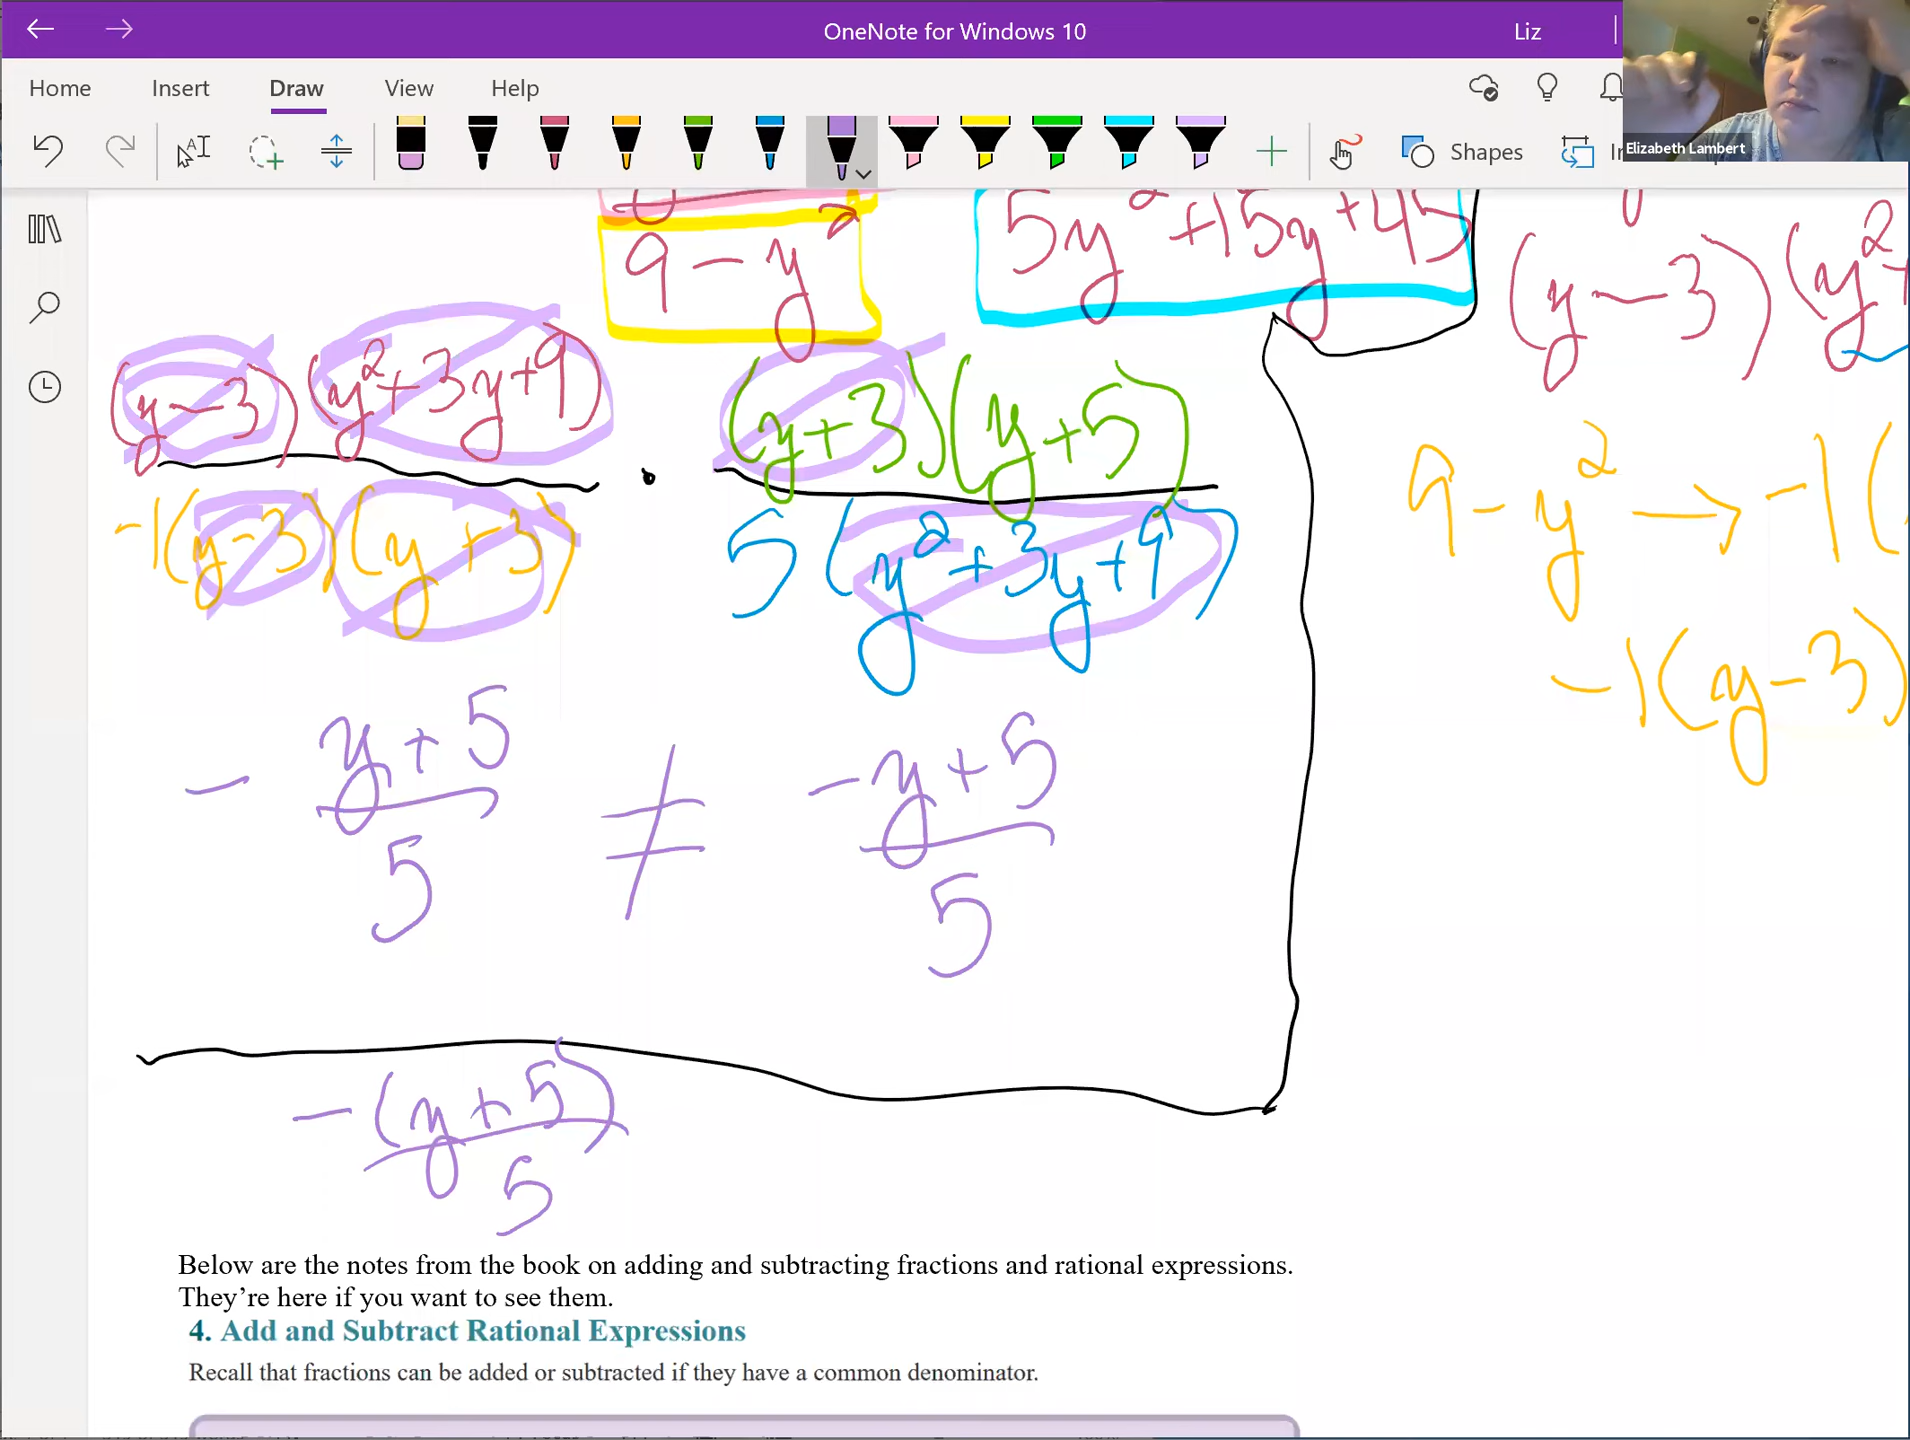 OneNote for Windows 10
Liz
Home Insert Draw View Help
Shapes
Elizabeth Lambert
9 - y² 5y² + 15y + 45
(y - 3)(y²+
(y - 3)(y² + 3y + 9) · (y + 3)(y + 5)
-1(y - 3)(y + 3) 5(y² + 3y + 9)
9 - y² → -1(
-1(y - 3)
- y + 5 ≠ -y + 5
5 5
-(y + 5)
5
Below are the notes from the book on adding and subtracting fractions and rational expressions.
They're here if you want to see them.
4. Add and Subtract Rational Expressions
Recall that fractions can be added or subtracted if they have a common denominator.